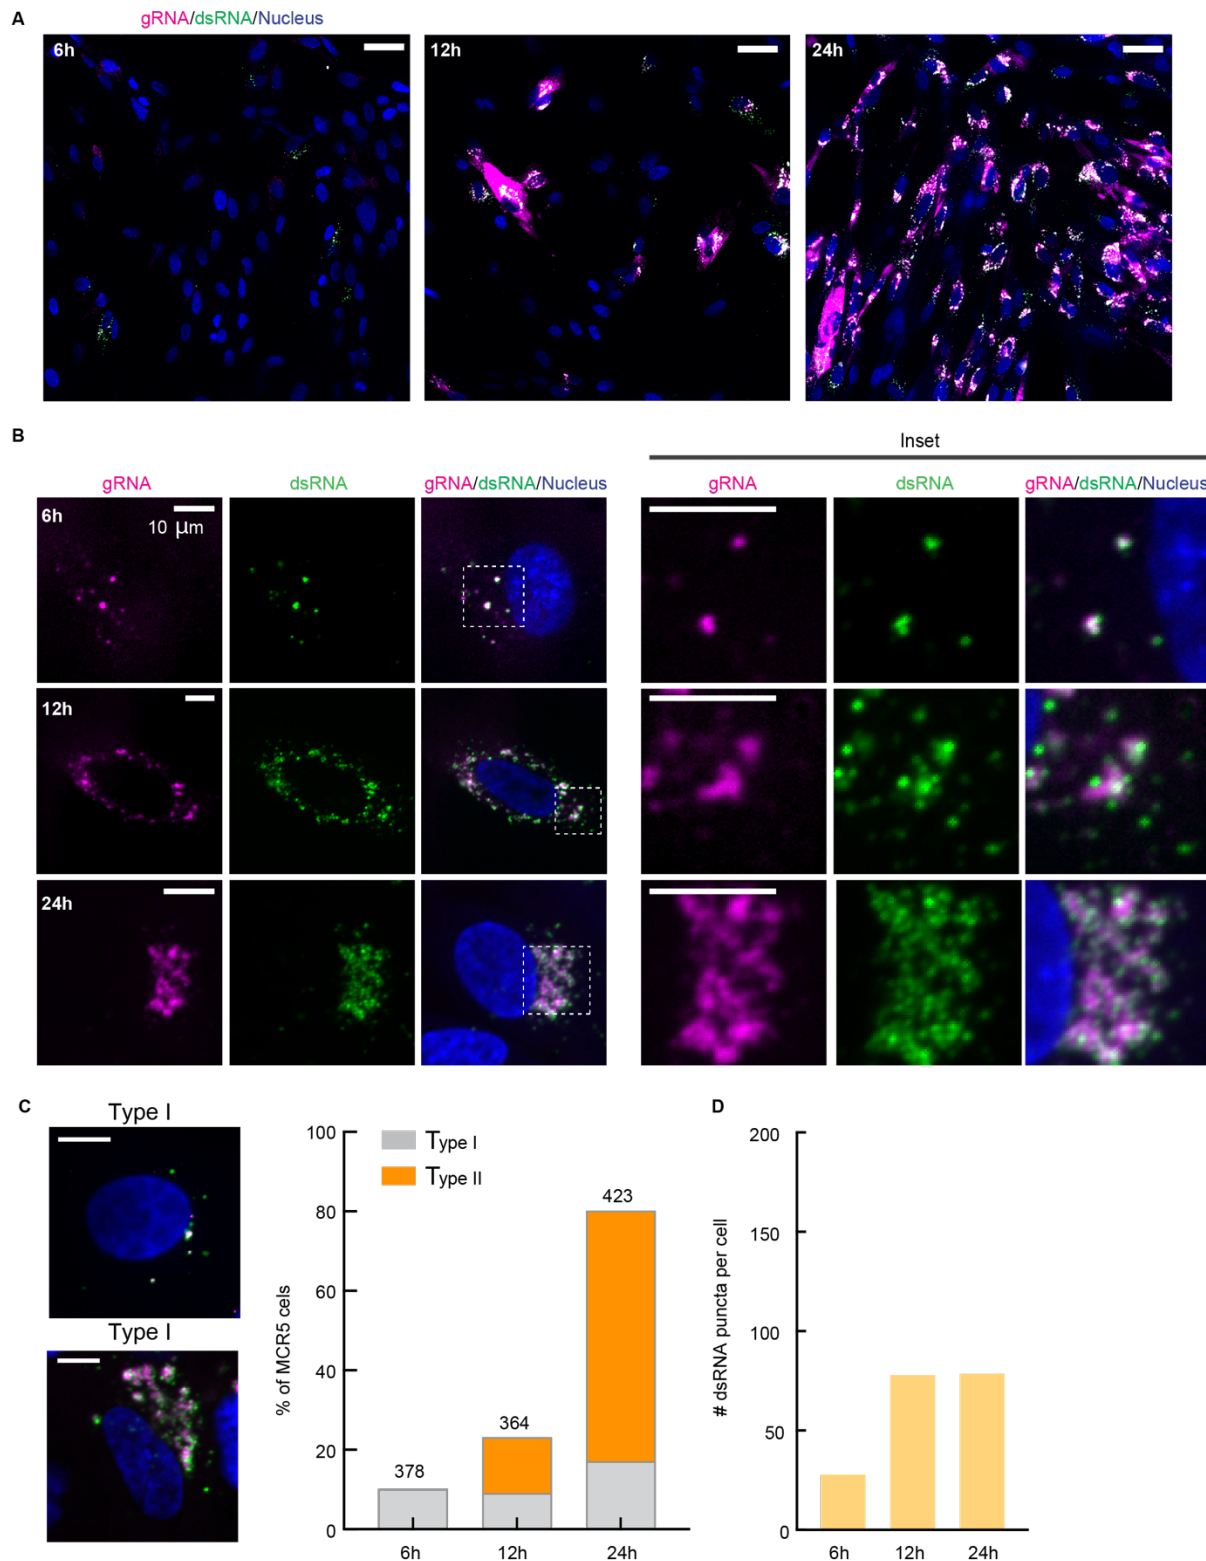 A
gRNA/dsRNA/Nucleus
6h
12h
24h
B
Inset
gRNA
dsRNA
gRNA/dsRNA/Nucleus
gRNA
dsRNA
gRNA/dsRNA/Nucleus
6h
10 μm
12h
24h
C
Type I
Type I
% of MCR5 cels
100
80
60
40
20
0
Type I
Type II
378
364
423
6h
12h
24h
D
# dsRNA puncta per cell
200
150
100
50
0
6h
12h
24h